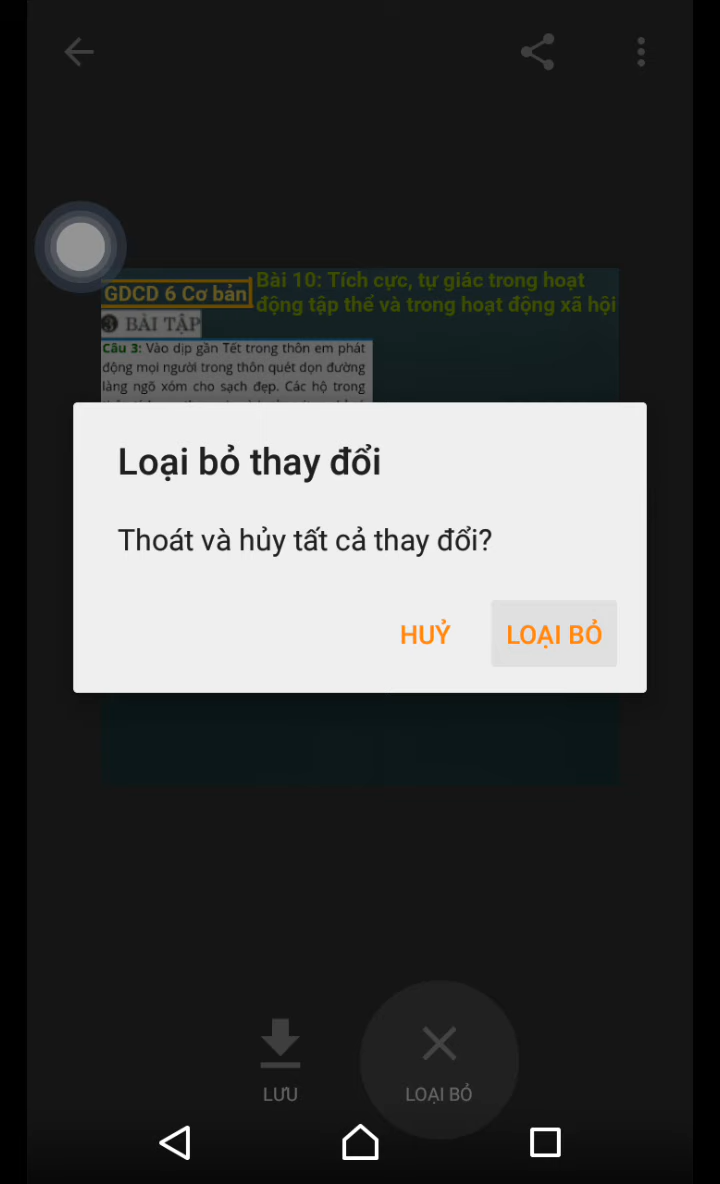 Bài 10: Tích cực, tự giác trong hoạt
GDCD 6 Cơ bản
động tập thể và trong hoạt động xã hội
3 BÀI TẬP
Câu 3: Vào dịp gần Tết trong thôn em phát
động mọi người trong thôn quét dọn đường
làng ngõ xóm cho sạch đẹp. Các hộ trong
Loại bỏ thay đổi
Thoát và hủy tất cả thay đổi?
HUỶ LOẠI BỎ
LƯU LOẠI BỎ